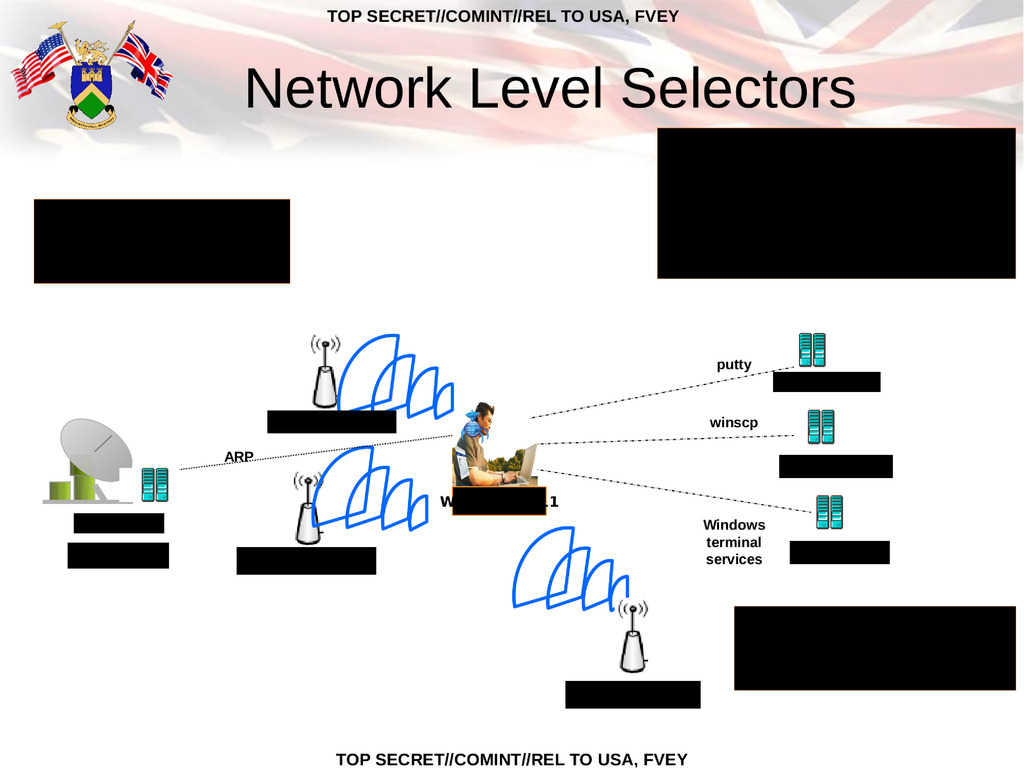 TOP SECRET//COMINT//REL TO USA, FVEY
Network Level Selectors
putty
winscp
ARP
W .1
Windows
terminal
services
TOP SECRET//COMINT//REL TO USA, FVEY